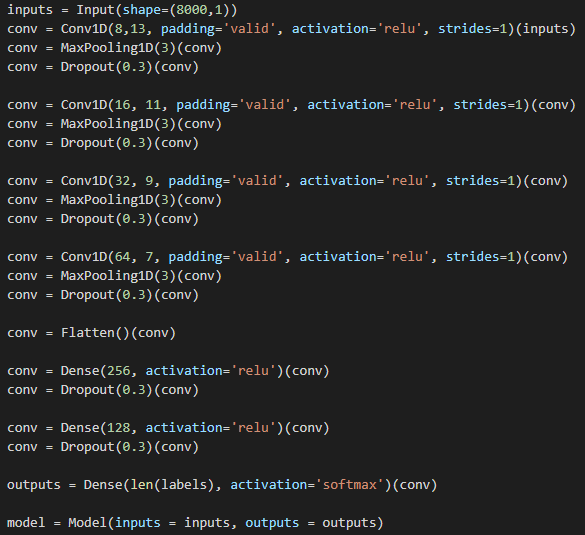 inputs = Input(shape=(8000,1))
conv = Conv1D(8,13, padding='valid', activation='relu', strides=1)(inputs)
conv = MaxPooling1D(3)(conv)
conv = Dropout(0.3)(conv)
conv = Conv1D(16, 11, padding='valid', activation='relu', strides=1)(conv)
conv = MaxPooling1D(3)(conv)
conv = Dropout(0.3)(conv)
conv = Conv1D(32, 9, padding='valid', activation='relu', strides=1)(conv)
conv = MaxPooling1D(3)(conv)
conv = Dropout(0.3)(conv)
conv = Conv1D(64, 7, padding='valid', activation='relu', strides=1)(conv)
conv = MaxPooling1D(3)(conv)
conv = Dropout(0.3)(conv)
conv = Flatten()(conv)
conv = Dense(256, activation='relu')(conv)
conv = Dropout(0.3)(conv)
conv = Dense(128, activation='relu')(conv)
conv = Dropout(0.3)(conv)
outputs = Dense(len(labels), activation='softmax')(conv)
model = Model(inputs = inputs, outputs = outputs)